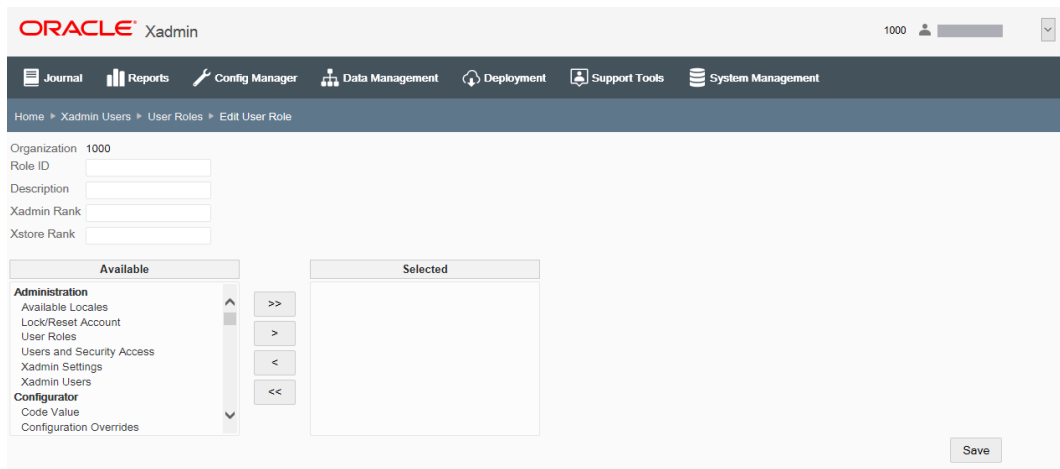 ORACLE Xadmin
1000
Journal Reports Config Manager Data Management Deployment Support Tools System Management
Home Xadmin Users User Roles Edit User Role
Organization 1000
Role ID
Description
Xadmin Rank
Xstore Rank
Available
Administration
Available Locales
Lock/Reset Account
User Roles
Users and Security Access
Xadmin Settings
Xadmin Users
Configurator
Code Value
Configuration Overrides
>>
>
<
<<
Selected
Save